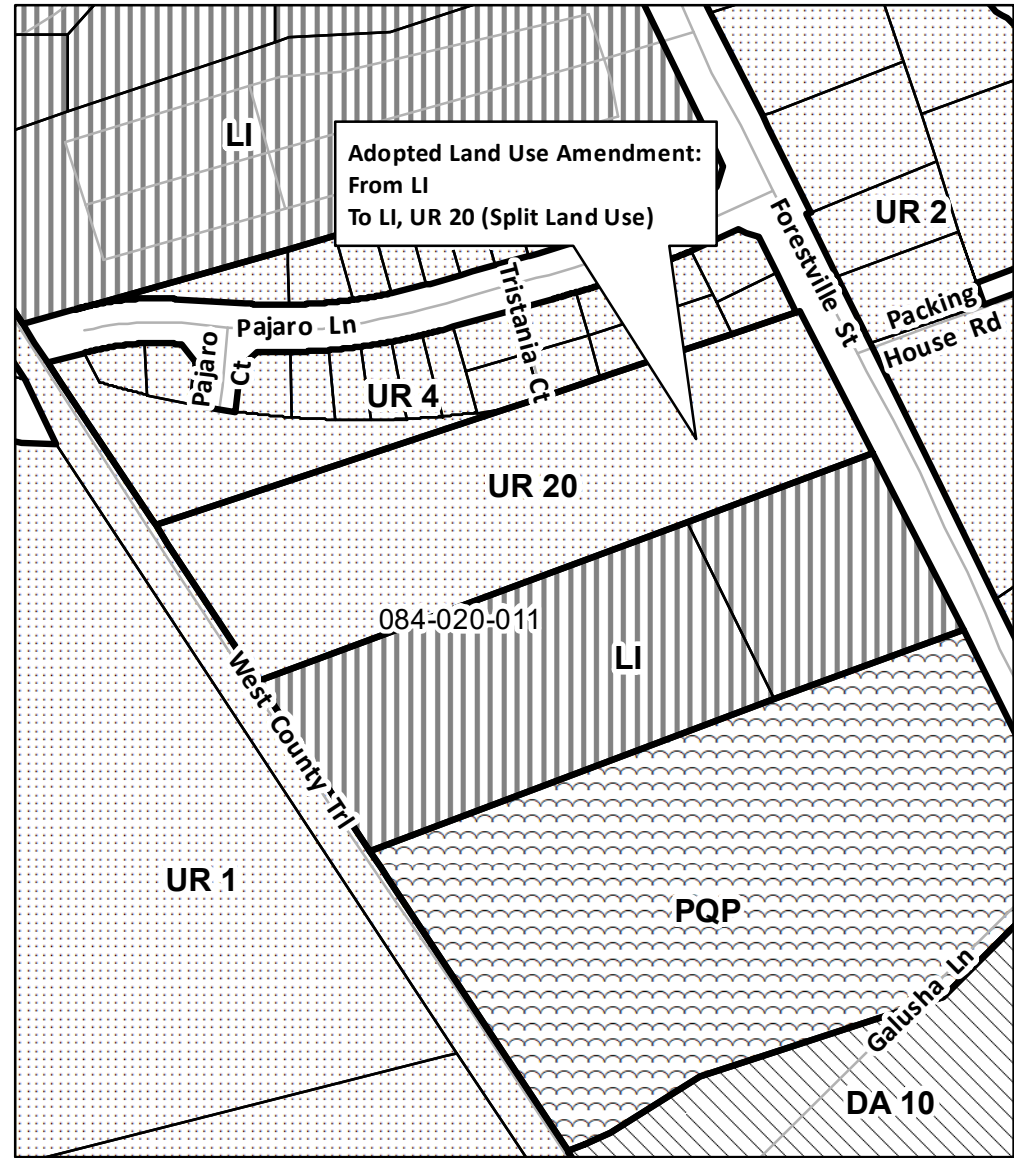 LI
Adopted Land Use Amendment:
From LI
To LI, UR 20 (Split Land Use)
UR 2
Forestville St
Packing
House Rd
Tristania Ct
Pajaro Ln
Pajaro
Ct
UR 4
UR 20
084-020-011
LI
West County Trl
UR 1
PQP
Galusha Ln
DA 10